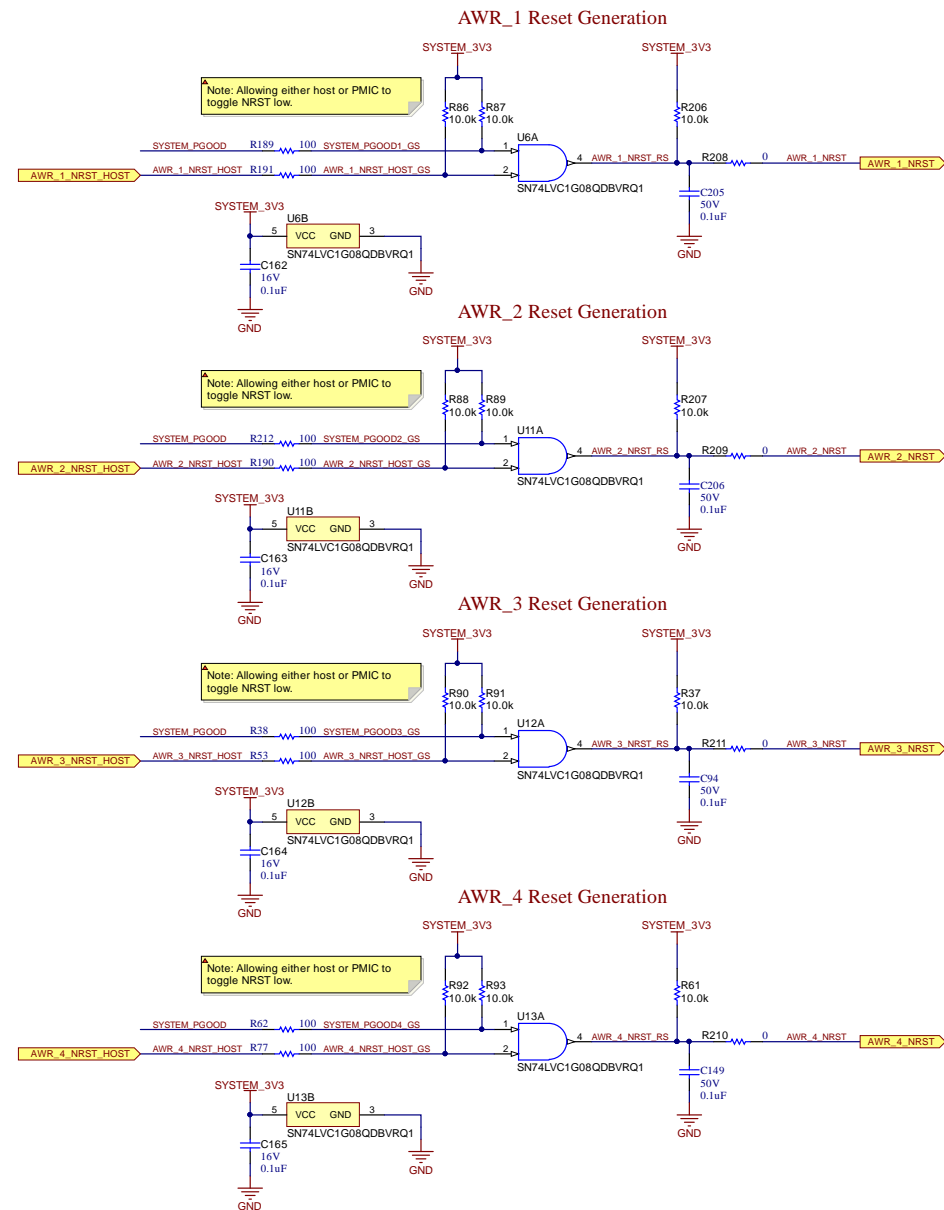 AWR_1 Reset Generation
SYSTEM_3V3
SYSTEM_3V3
Note: Allowing either host or PMIC to
toggle NRST low.
R86
10.0k
R87
10.0k
R206
10.0k
U6A
SYSTEM_PGOOD R189 100 SYSTEM_PGOOD1_GS 1
4 AWR_1_NRST_RS R208 0 AWR_1_NRST AWR_1_NRST
AWR_1_NRST_HOST AWR_1_NRST_HOST R191 100 AWR_1_NRST_HOST_GS 2
SN74LVC1G08QDBVRQ1
C205
50V
0.1uF
GND
SYSTEM_3V3
U6B
5 VCC GND 3
SN74LVC1G08QDBVRQ1
C162
16V
0.1uF
GND
GND
AWR_2 Reset Generation
SYSTEM_3V3
SYSTEM_3V3
Note: Allowing either host or PMIC to
toggle NRST low.
R88
10.0k
R89
10.0k
R207
10.0k
U11A
SYSTEM_PGOOD R212 100 SYSTEM_PGOOD2_GS 1
4 AWR_2_NRST_RS R209 0 AWR_2_NRST AWR_2_NRST
AWR_2_NRST_HOST AWR_2_NRST_HOST R190 100 AWR_2_NRST_HOST_GS 2
SN74LVC1G08QDBVRQ1
C206
50V
0.1uF
GND
SYSTEM_3V3
U11B
5 VCC GND 3
SN74LVC1G08QDBVRQ1
C163
16V
0.1uF
GND
GND
AWR_3 Reset Generation
SYSTEM_3V3
SYSTEM_3V3
Note: Allowing either host or PMIC to
toggle NRST low.
R90
10.0k
R91
10.0k
R37
10.0k
U12A
SYSTEM_PGOOD R38 100 SYSTEM_PGOOD3_GS 1
4 AWR_3_NRST_RS R211 0 AWR_3_NRST AWR_3_NRST
AWR_3_NRST_HOST AWR_3_NRST_HOST R53 100 AWR_3_NRST_HOST_GS 2
SN74LVC1G08QDBVRQ1
C94
50V
0.1uF
GND
SYSTEM_3V3
U12B
5 VCC GND 3
SN74LVC1G08QDBVRQ1
C164
16V
0.1uF
GND
GND
AWR_4 Reset Generation
SYSTEM_3V3
SYSTEM_3V3
Note: Allowing either host or PMIC to
toggle NRST low.
R92
10.0k
R93
10.0k
R61
10.0k
U13A
SYSTEM_PGOOD R62 100 SYSTEM_PGOOD4_GS 1
4 AWR_4_NRST_RS R210 0 AWR_4_NRST AWR_4_NRST
AWR_4_NRST_HOST AWR_4_NRST_HOST R77 100 AWR_4_NRST_HOST_GS 2
SN74LVC1G08QDBVRQ1
C149
50V
0.1uF
GND
SYSTEM_3V3
U13B
5 VCC GND 3
SN74LVC1G08QDBVRQ1
C165
16V
0.1uF
GND
GND